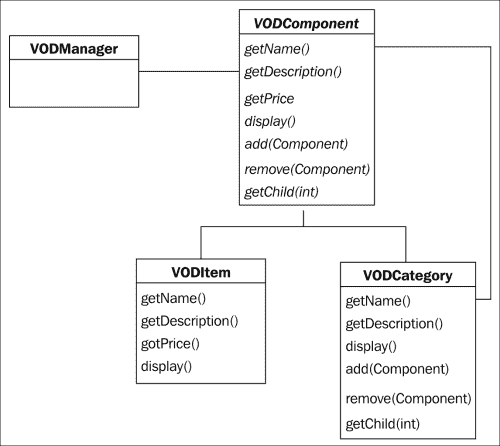 VODManager
VODComponent
getName()
getDescription()
getPrice
display()
add(Component)
remove(Component)
getChild(int)
VODItem
getName()
getDescription()
gotPrice()
display()
VODCategory
getName()
getDescription()
display()
add(Component)
remove(Component)
getChild(int)